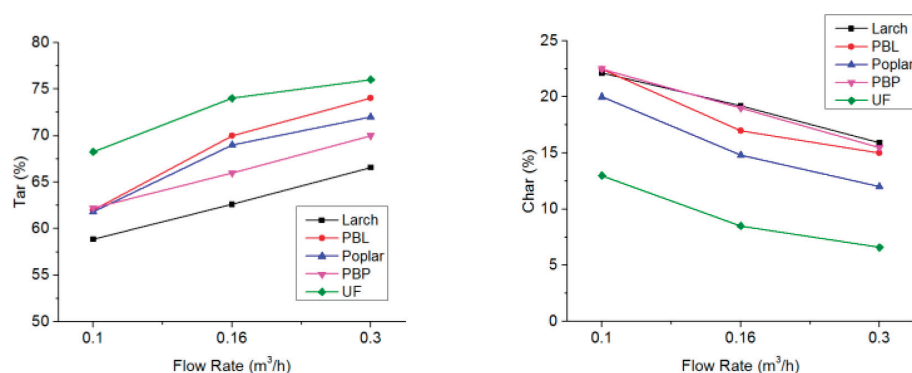 80
75
70
65
60
55
50
Tar (%)
0.1 0.16 0.3
Flow Rate (m³/h)
Larch
PBL
Poplar
PBP
UF
25
20
15
10
5
0
Char (%)
0.1 0.16 0.3
Flow Rate (m³/h)
Larch
PBL
Poplar
PBP
UF